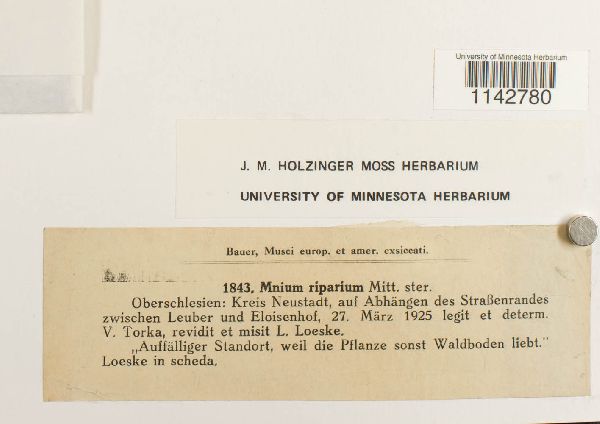 University of Minnesota Herbarium
1142780
J. M. HOLZINGER MOSS HERBARIUM
UNIVERSITY OF MINNESOTA HERBARIUM
Bauer, Musci europ. et amer. exsiccati.
1843. Mnium riparium Mitt. ster.
Oberschlesien: Kreis Neustadt, auf Abhängen des Straßenrandes
zwischen Leuber und Eloisenhof, 27. März 1925 legit et determ.
V. Torka, revidit et misit L. Loeske.
„Auffälliger Standort, weil die Pflanze sonst Waldboden liebt."
Loeske in scheda.